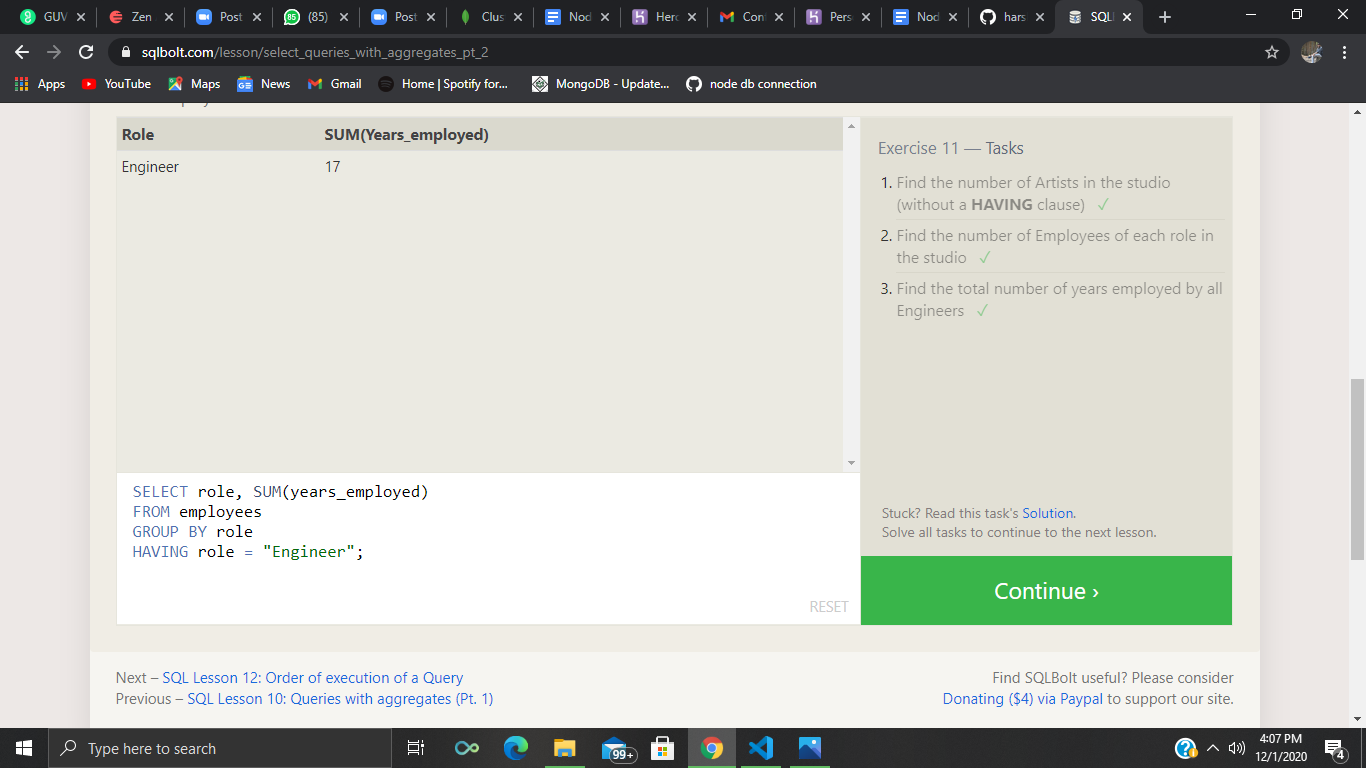 GUV
Zen
Post
(85)
Post
Clus
Nod
Hero
Cont
Pers
Nod
hars
SQL
sqlbolt.com/lesson/select_queries_with_aggregates_pt_2
Apps
YouTube
Maps
News
Gmail
Home | Spotify for...
MongoDB - Update...
node db connection
Role SUM(Years_employed)
Engineer 17
Exercise 11 — Tasks
1. Find the number of Artists in the studio
(without a HAVING clause) ✓
2. Find the number of Employees of each role in
the studio ✓
3. Find the total number of years employed by all
Engineers ✓
Stuck? Read this task's Solution.
Solve all tasks to continue to the next lesson.
Continue ›
SELECT role, SUM(years_employed)
FROM employees
GROUP BY role
HAVING role = "Engineer";
RESET
Next – SQL Lesson 12: Order of execution of a Query
Previous – SQL Lesson 10: Queries with aggregates (Pt. 1)
Find SQLBolt useful? Please consider
Donating ($4) via Paypal to support our site.
Type here to search
99+
4:07 PM
12/1/2020
4